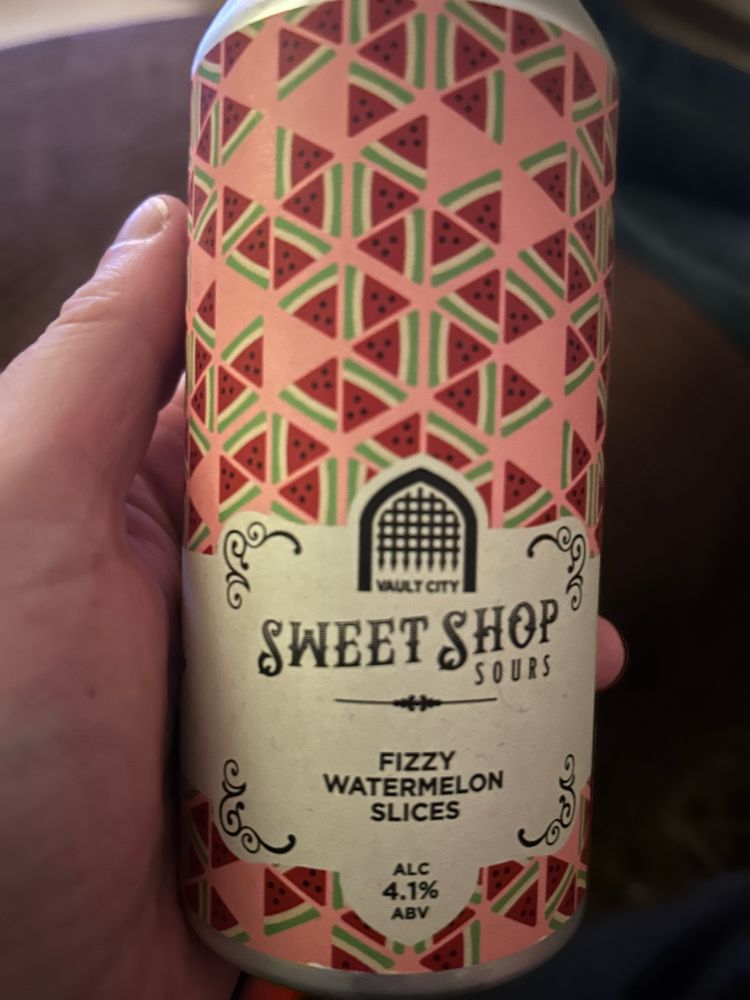 VAULT CITY
SWEET SHOP
SOURS
FIZZY
WATERMELON
SLICES
ALC
4.1%
ABV